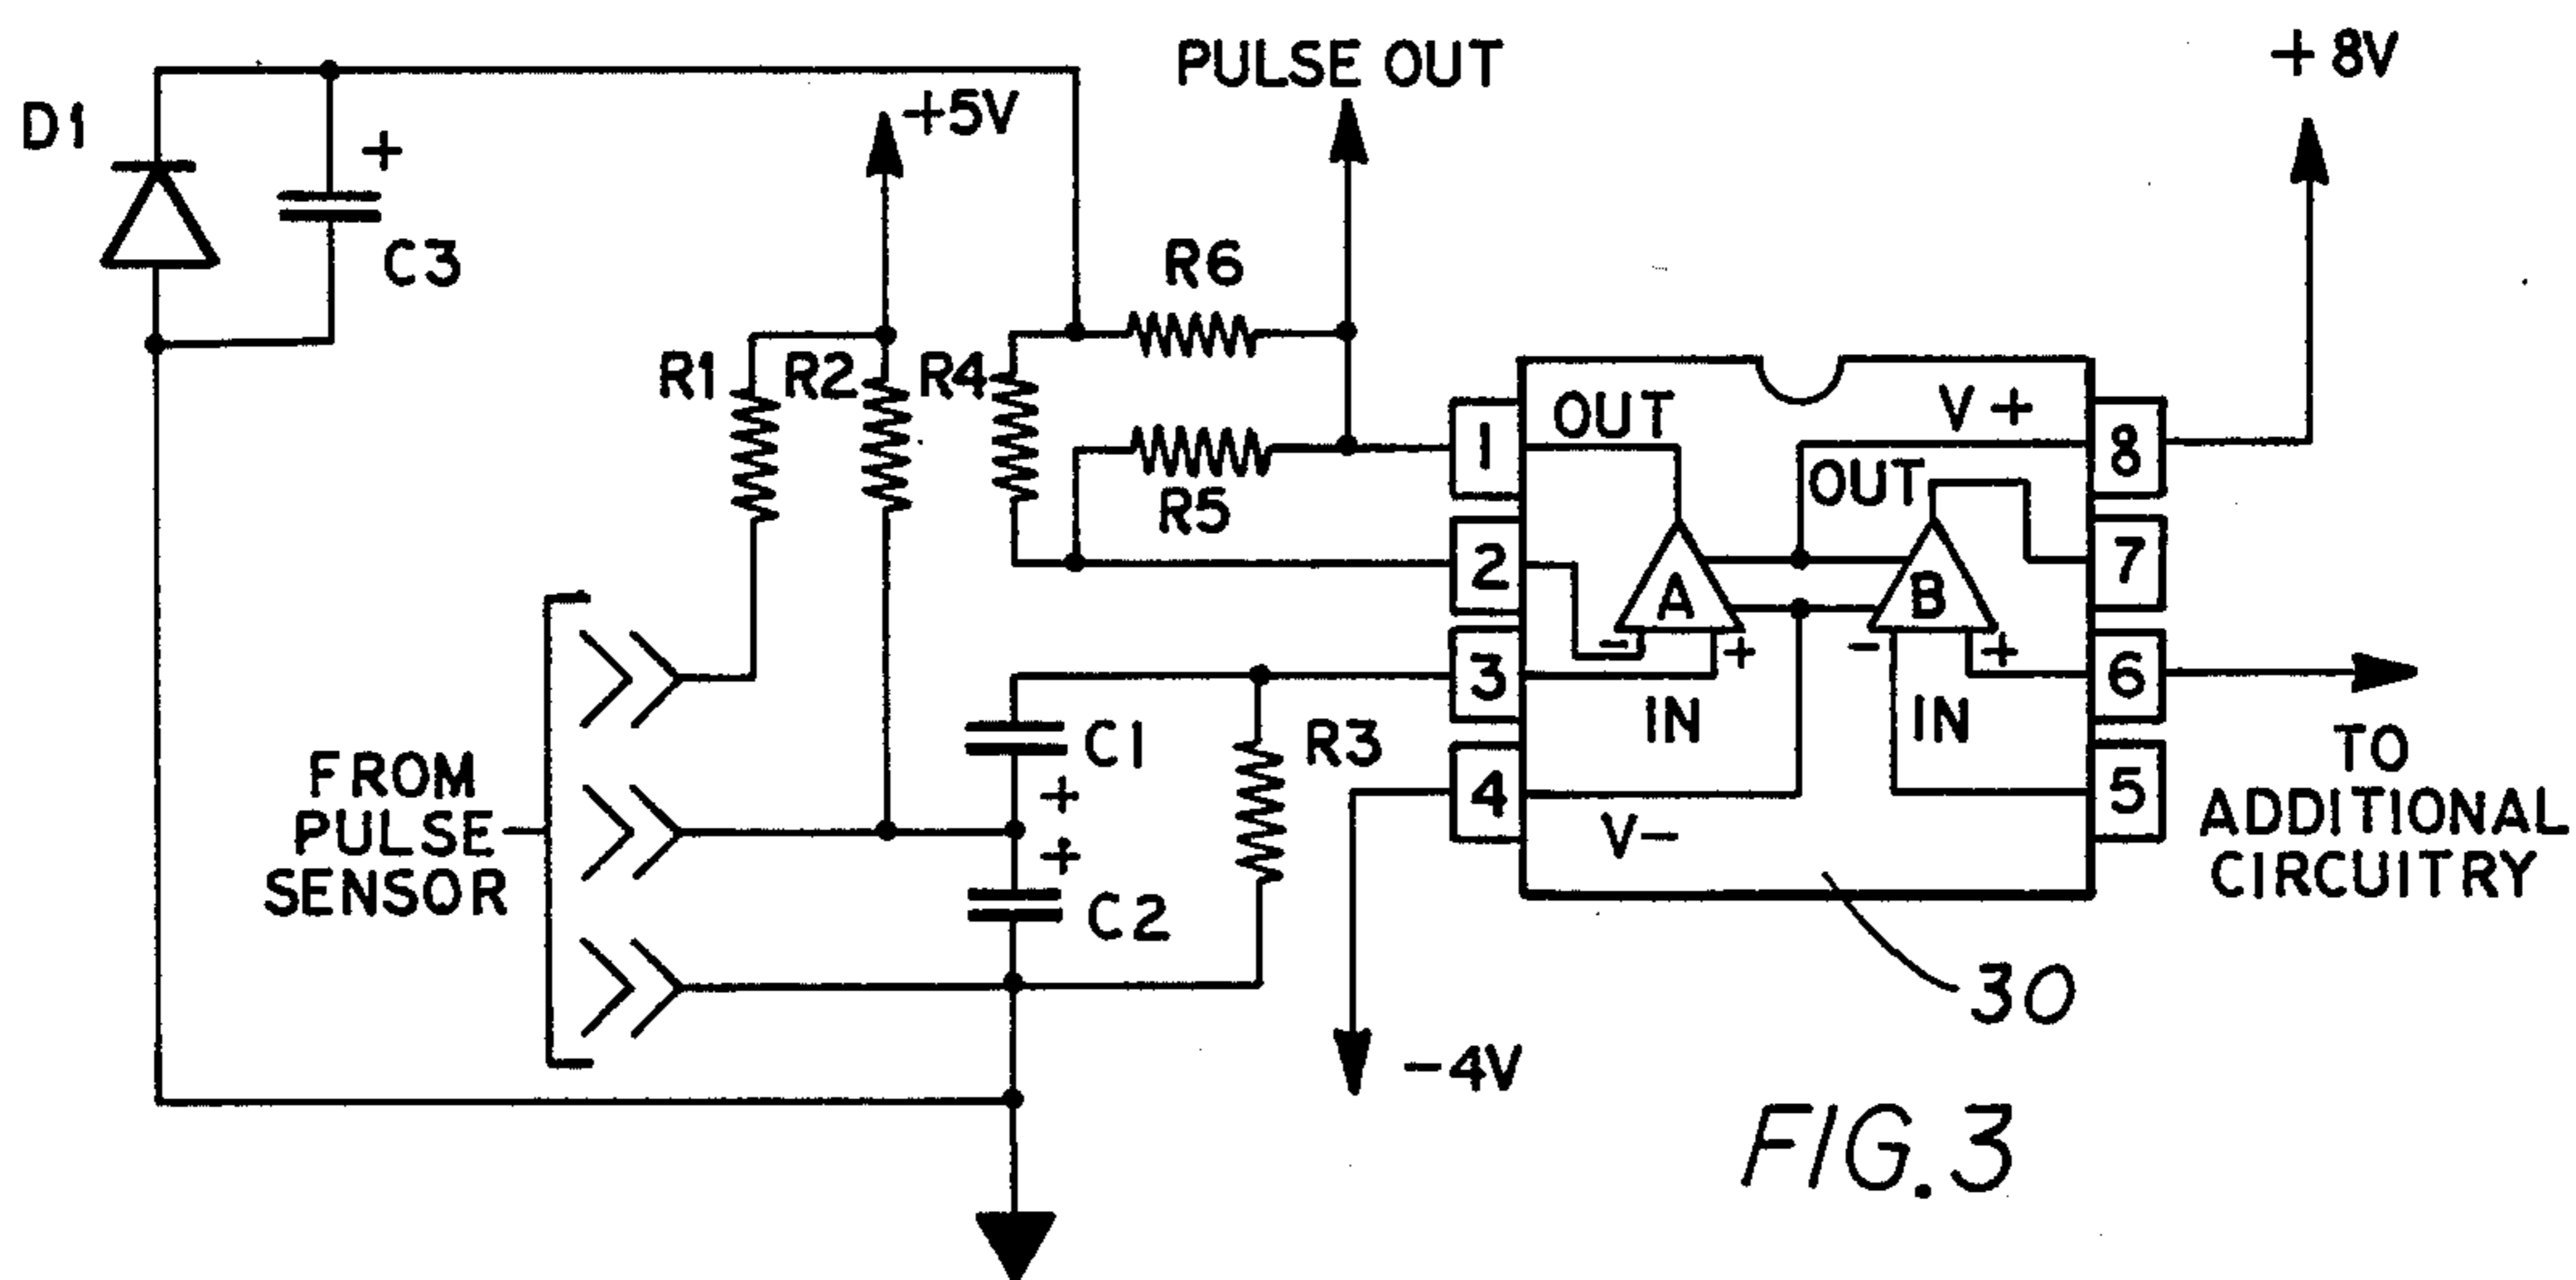 PULSE OUT
+ 8V
D1
+
+5V
C3
R6
R1
R2
R4
R5
1
OUT
V +
8
OUT
2
A
B
7
- +
- +
3
IN
IN
6
C1
R3
+
+
C2
4
V-
5
FROM
PULSE
SENSOR
TO
ADDITIONAL
CIRCUITRY
30
-4V
FIG. 3